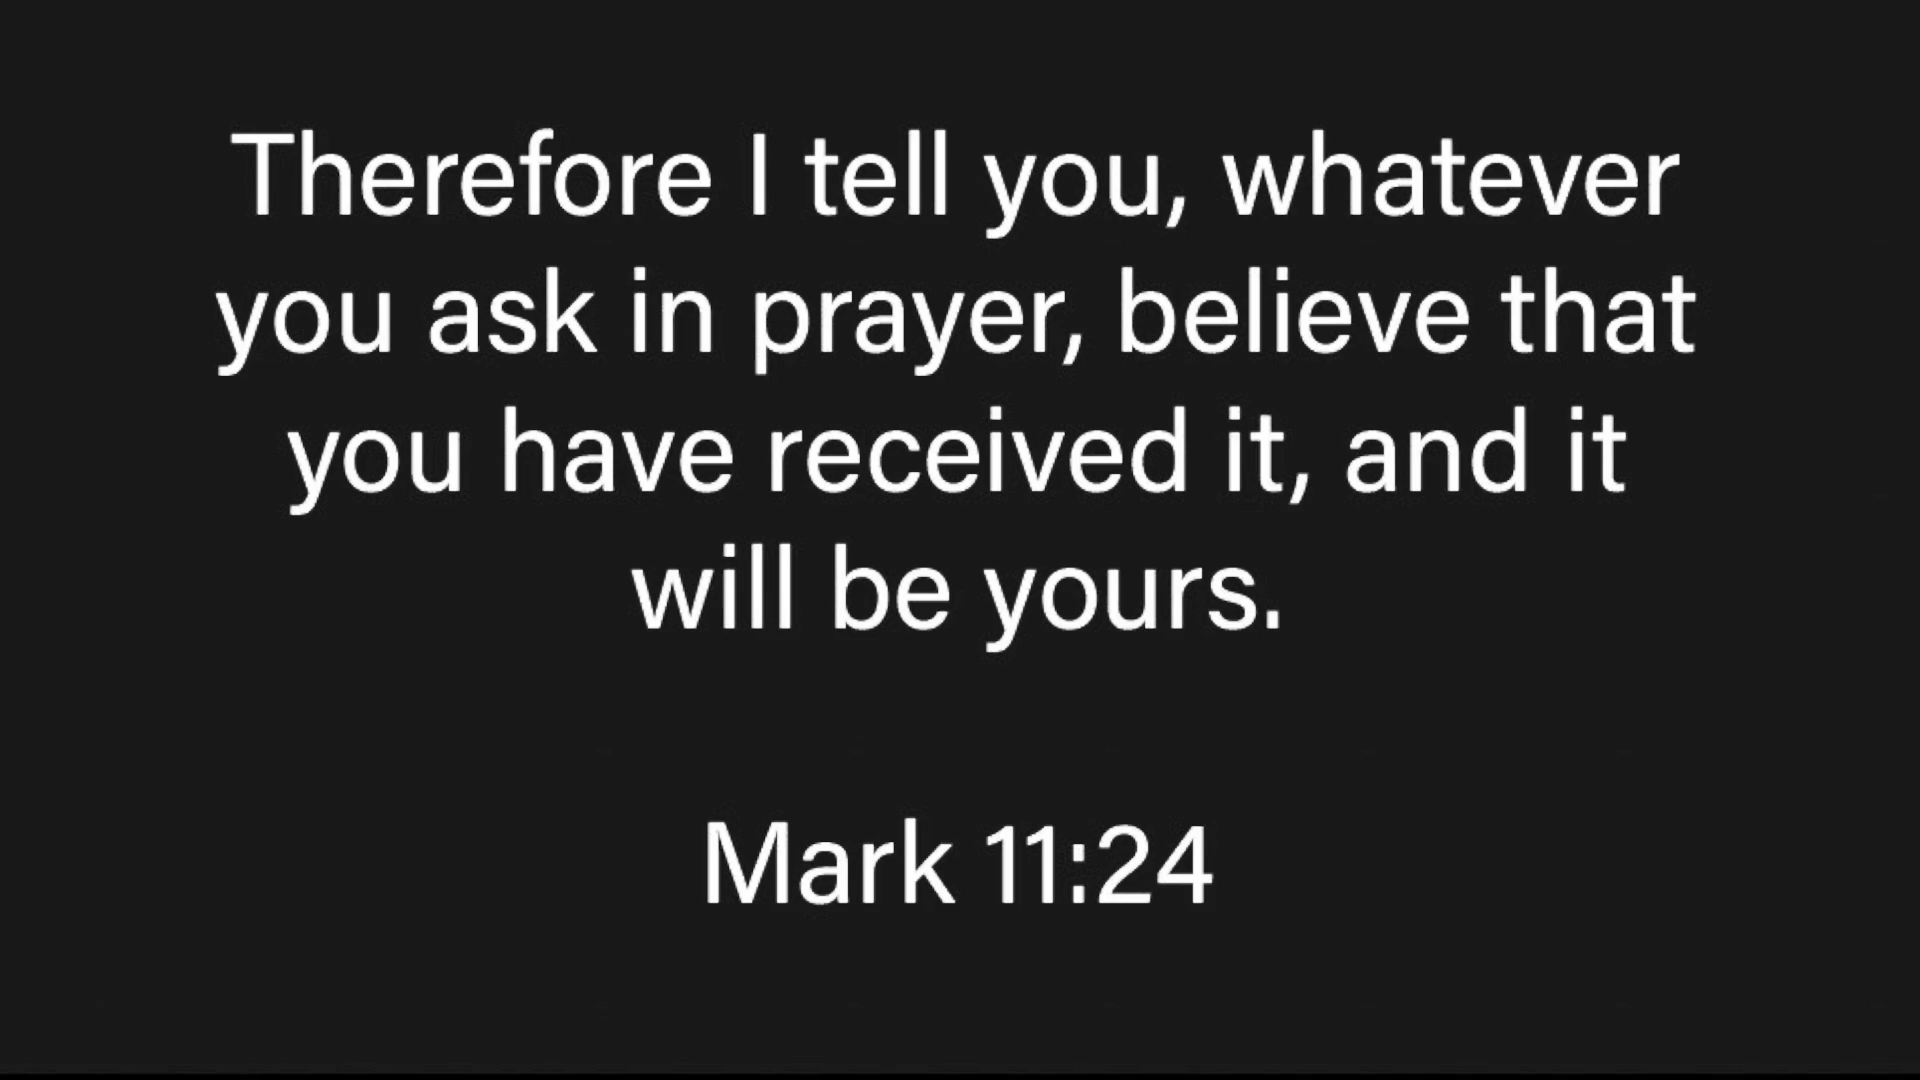 Therefore I tell you, whatever
you ask in prayer, believe that
you have received it, and it
will be yours.
Mark 11:24